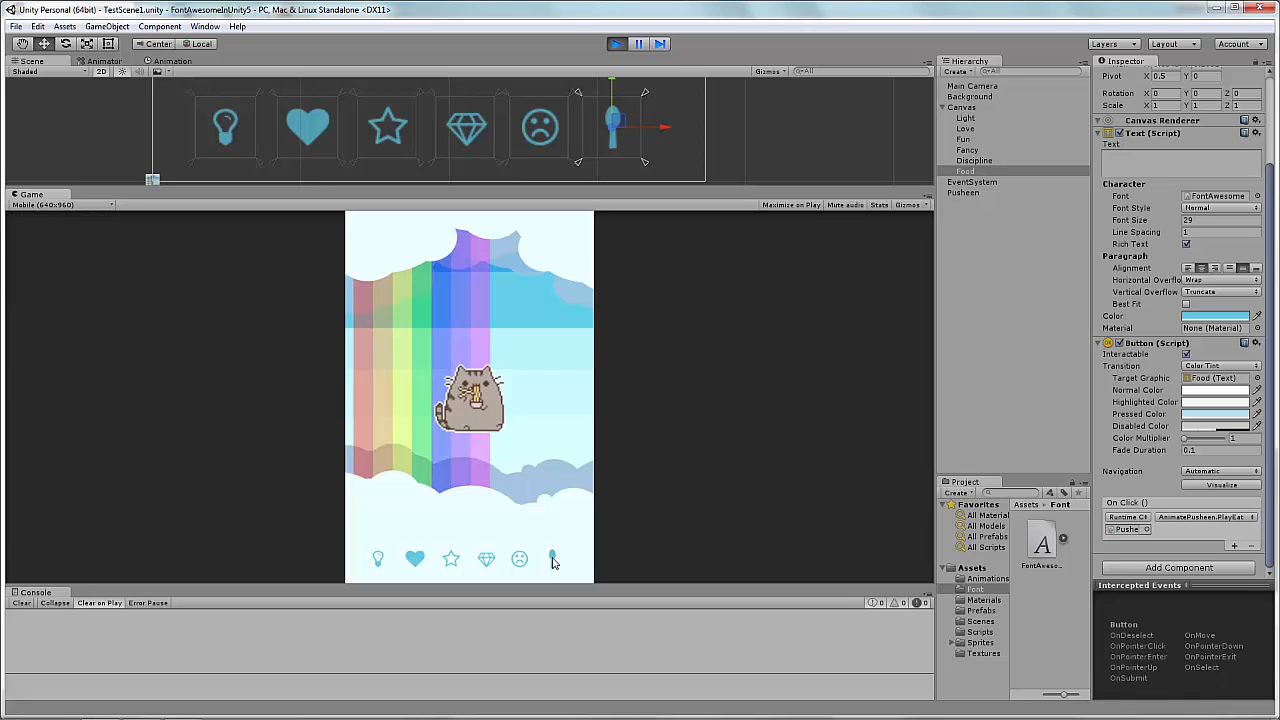 Unity Personal (64bit) - TestScene1.unity - FontAwesomeInUnity5 - PC, Mac & Linux Standalone <DX11>
File Edit Assets GameObject Component Window Help
Center Local Layers Layout Account
Scene Animator Animation
Shaded 2D Gizmos All
Game
Mobile (640x960) Maximize on Play Mute audio Stats Gizmos
Console
Clear Collapse Clear on Play Error Pause 0 0 0
Hierarchy
Create All
Main Camera
Background
Canvas
Light
Love
Fun
Fancy
Discipline
Food
EventSystem
Pusheen
Project
Create
Favorites
All Material
All Models
All Prefabs
All Scripts
Assets
Animations
Font
Materials
Prefabs
Scenes
Scripts
Sprites
Textures
Assets Font
A
FontAweso...
Inspector
Pivot X 0.5 Y 0
Rotation X 0 Y 0 Z 0
Scale X 1 Y 1 Z 1
Canvas Renderer
Text (Script)
Text
Character
Font FontAwesome
Font Style Normal
Font Size 29
Line Spacing 1
Rich Text
Paragraph
Alignment
Horizontal Overflo Wrap
Vertical Overflow Truncate
Best Fit
Color
Material None (Material)
Button (Script)
Interactable
Transition Color Tint
Target Graphic Food (Text)
Normal Color
Highlighted Color
Pressed Color
Disabled Color
Color Multiplier 1
Fade Duration 0.1
Navigation Automatic
Visualize
On Click ()
Runtime C AnimatePusheen.PlayEat
Pushe
Add Component
Intercepted Events
Button
OnDeselect OnMove
OnPointerClick OnPointerDown
OnPointerEnter OnPointerExit
OnPointerUp OnSelect
OnSubmit